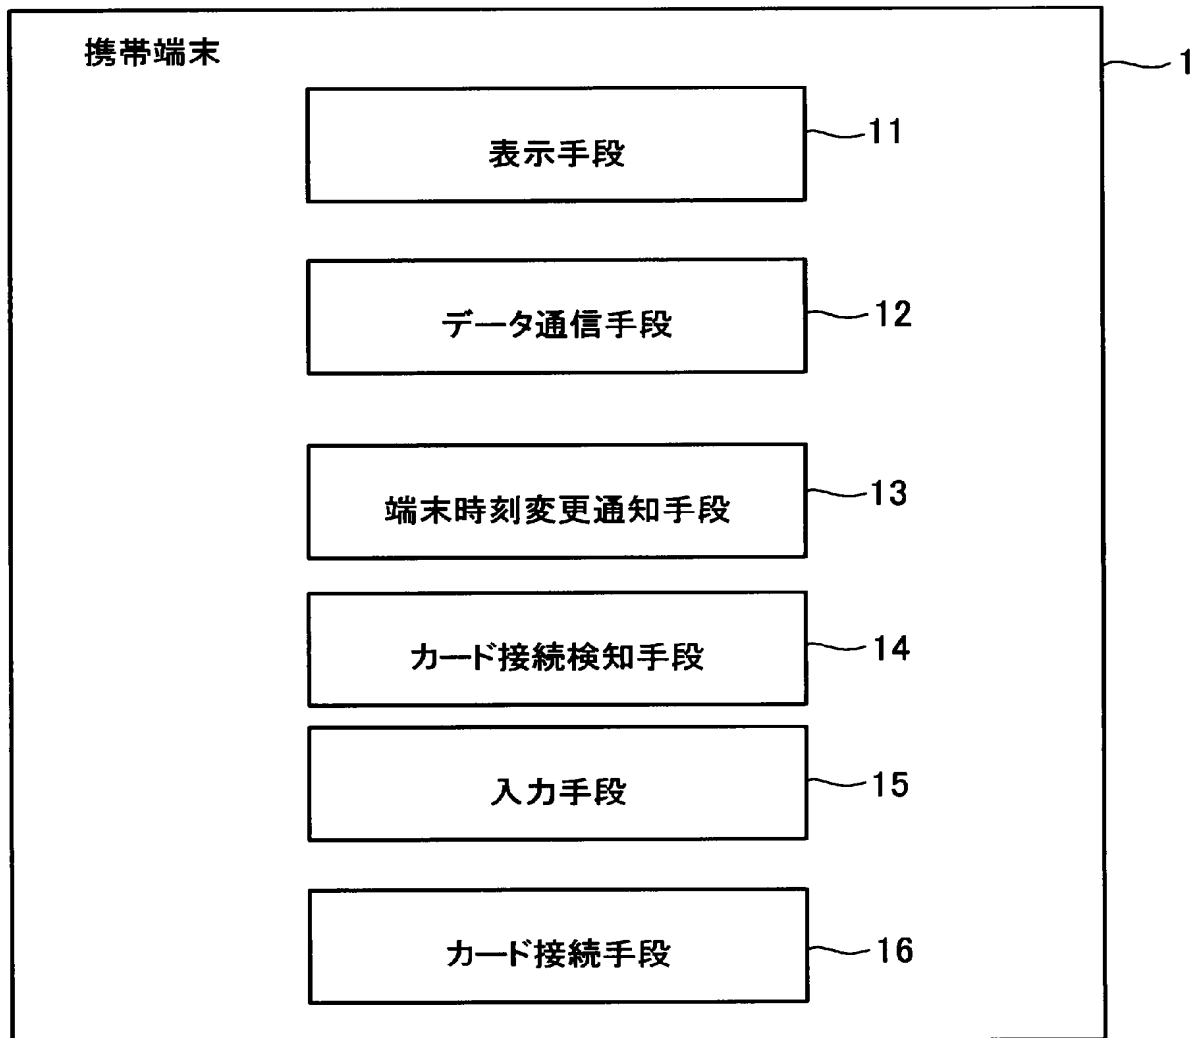 携帯端末
1
表示手段
11
データ通信手段
12
端末時刻変更通知手段
13
カード接続検知手段
14
入力手段
15
カード接続手段
16